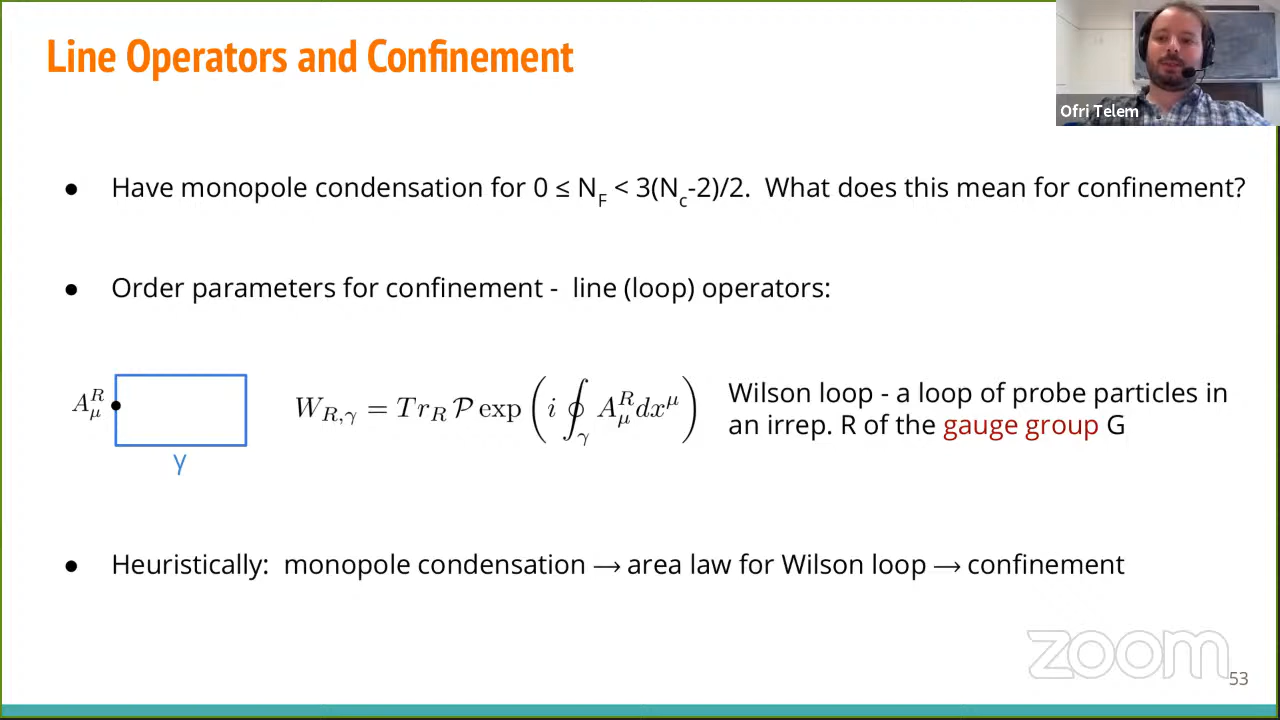 Line Operators and Confinement
Ofri Telem
● Have monopole condensation for 0 ≤ N_F < 3(N_c-2)/2. What does this mean for confinement?
● Order parameters for confinement - line (loop) operators:
A_μ^R
γ
W_{R,γ} = Tr_R P exp ( i ∮_γ A_μ^R dx^μ )
Wilson loop - a loop of probe particles in
an irrep. R of the gauge group G
● Heuristically: monopole condensation → area law for Wilson loop → confinement
zoom
53